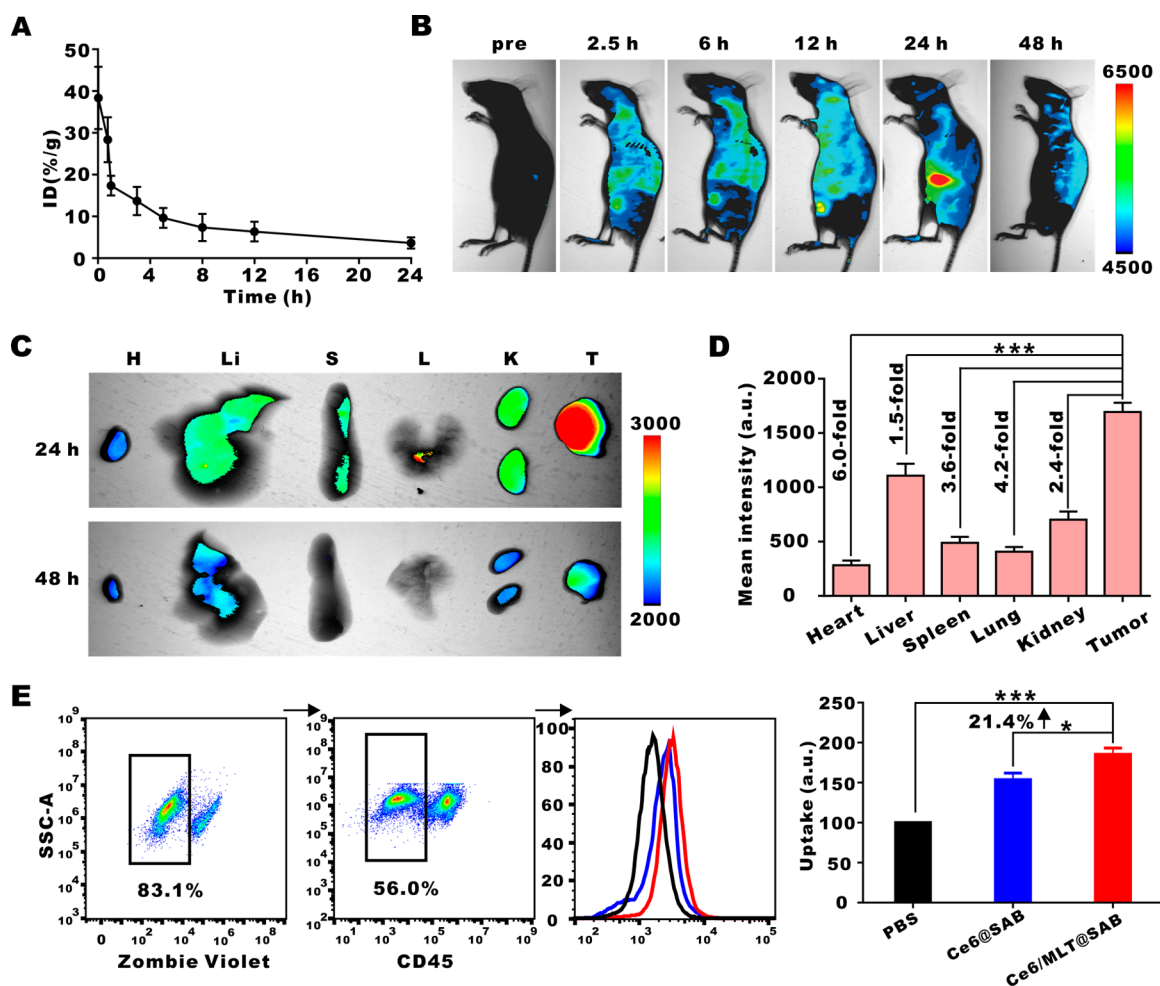 A
50
40
30
20
10
0
ID(%/g)
0 4 8 12 16 20 24
Time (h)
B
pre 2.5 h 6 h 12 h 24 h 48 h
6500
4500
C
H Li S L K T
24 h
48 h
3000
2000
D
***
6.0-fold
1.5-fold
3.6-fold
4.2-fold
2.4-fold
2000
1500
1000
500
0
Mean intensity (a.u.)
Heart Liver Spleen Lung Kidney Tumor
E
10⁹
10⁸
10⁷
10⁶
10⁵
10⁴
10³
SSC-A
83.1%
0 10² 10⁴ 10⁶ 10⁸
Zombie Violet
10⁹
10⁸
10⁷
10⁶
10⁵
10⁴
10³
10²
56.0%
10¹ 10³ 10⁵ 10⁷
CD45
100
80
60
40
20
0
10² 10³ 10⁴ 10⁵
250
200
150
100
50
0
Uptake (a.u.)
***
21.4%
*
PBS Ce6@SAB Ce6/MLT@SAB